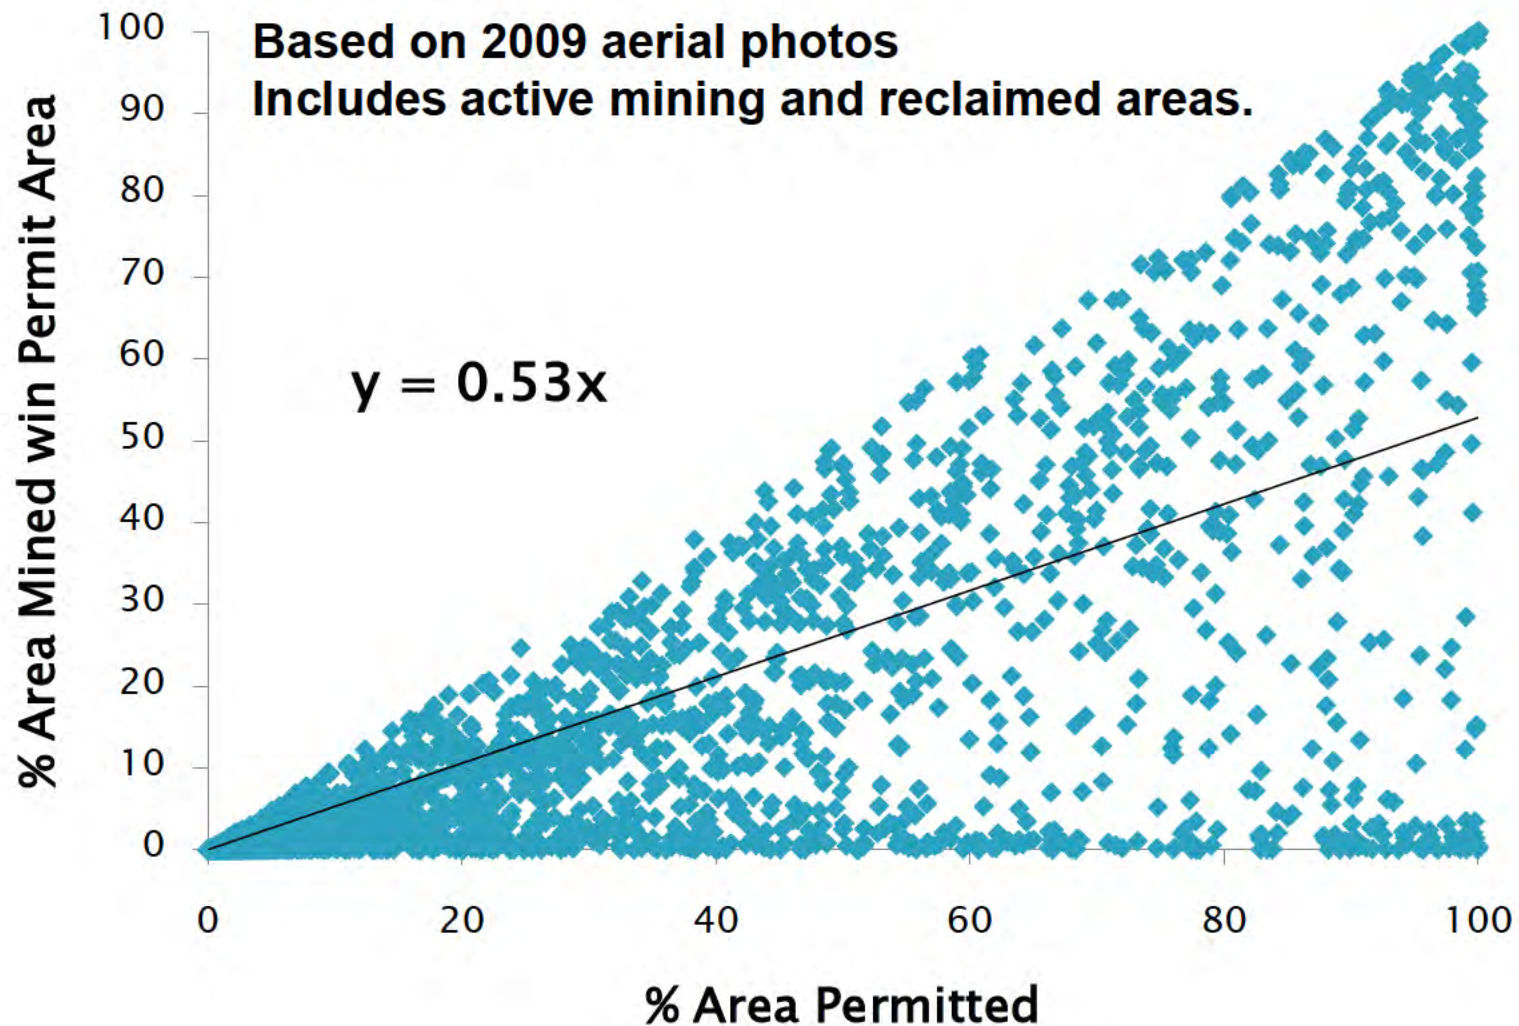 Based on 2009 aerial photos
Includes active mining and reclaimed areas.
y = 0.53x
% Area Mined win Permit Area
100
90
80
70
60
50
40
30
20
10
0
0 20 40 60 80 100
% Area Permitted